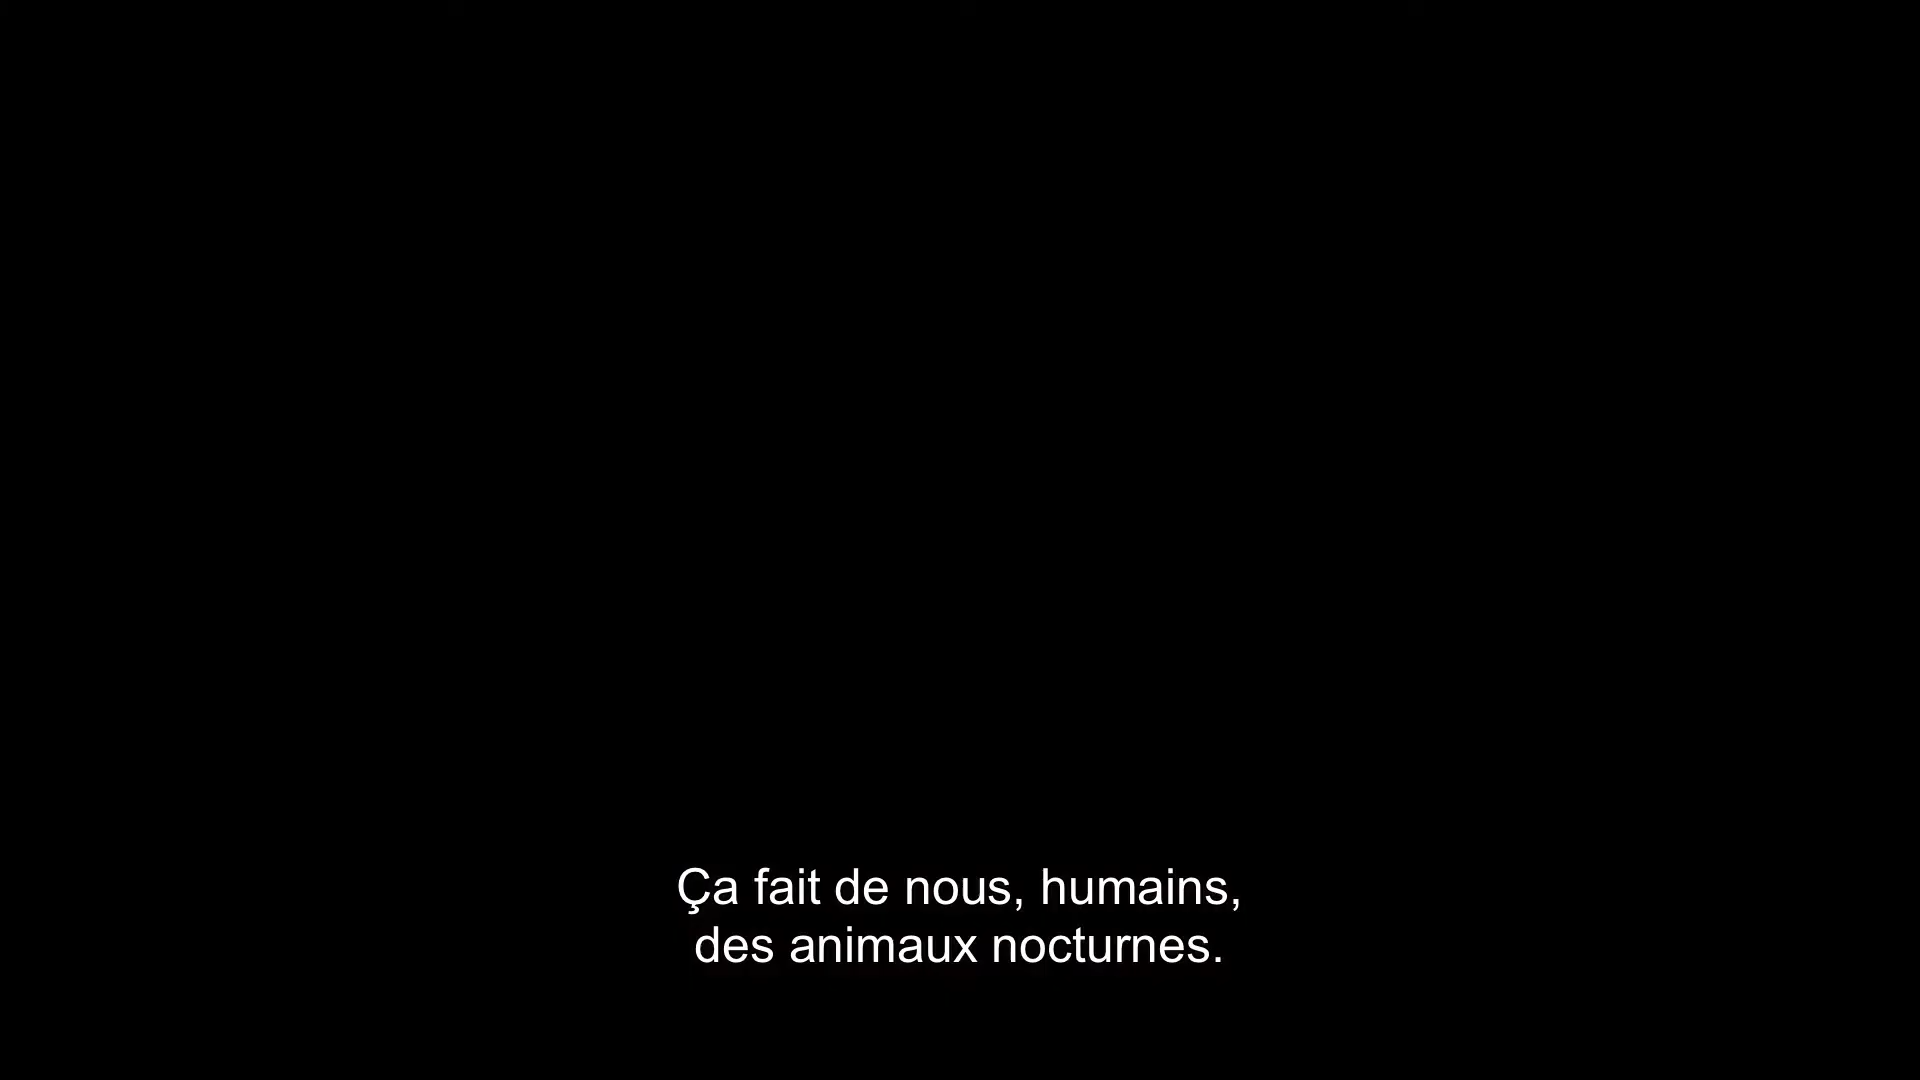 Ça fait de nous, humains,
des animaux nocturnes.